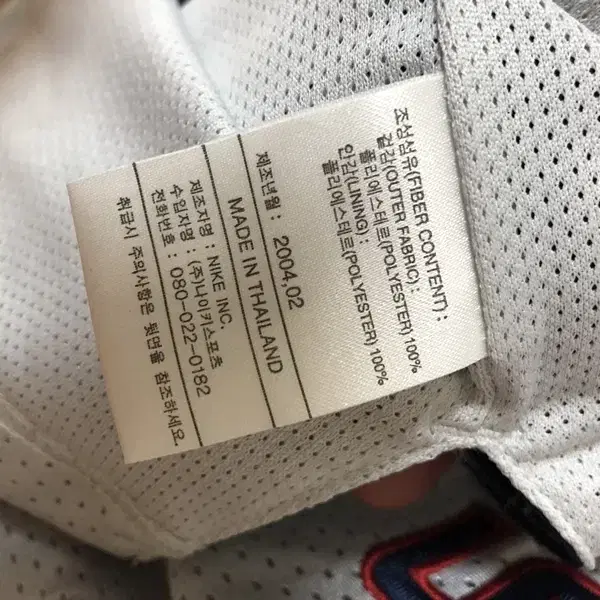 조성섬유(FIBER CONTENT) :
겉감(OUTER FABRIC) :
폴리에스테르(POLYESTER) 100%
안감(LINING) :
폴리에스테르(POLYESTER) 100%
제조년월 : 2004.02
MADE IN THAILAND
제조자명 : NIKE INC.
수입자명 : (주)나이키스포츠
전화번호 : 080-022-0182
취급시 주의사항은 뒷면을 참조하세요.